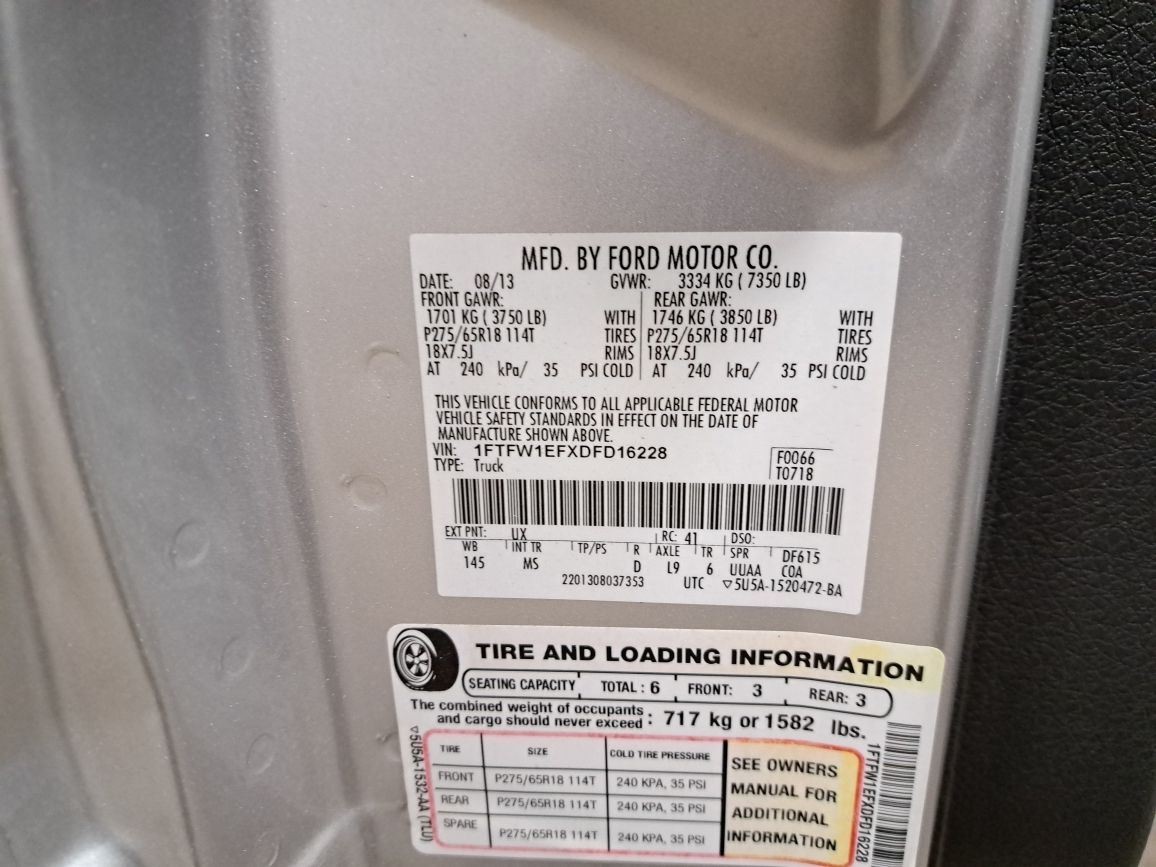 MFD. BY FORD MOTOR CO.
DATE: 08/13 GVWR: 3334 KG ( 7350 LB)
FRONT GAWR: REAR GAWR:
1701 KG ( 3750 LB) WITH 1746 KG ( 3850 LB) WITH
P275/65R18 114T TIRES P275/65R18 114T TIRES
18X7.5J RIMS 18X7.5J RIMS
AT 240 kPa/ 35 PSI COLD AT 240 kPa/ 35 PSI COLD
THIS VEHICLE CONFORMS TO ALL APPLICABLE FEDERAL MOTOR
VEHICLE SAFETY STANDARDS IN EFFECT ON THE DATE OF
MANUFACTURE SHOWN ABOVE.
VIN: 1FTFW1EFXDFD16228 F0066
TYPE: Truck T0718
EXT PNT: UX RC: 41 DSO:
WB INT TR TP/PS R AXLE TR SPR DF615
145 MS D L9 6 UUAA COA
2201308037353 UTC ▽5U5A-1520472-BA
TIRE AND LOADING INFORMATION
SEATING CAPACITY TOTAL : 6 FRONT: 3 REAR: 3
The combined weight of occupants
and cargo should never exceed : 717 kg or 1582 lbs.
TIRE SIZE COLD TIRE PRESSURE
FRONT P275/65R18 114T 240 KPA, 35 PSI
REAR P275/65R18 114T 240 KPA, 35 PSI
SPARE P275/65R18 114T 240 KPA, 35 PSI
SEE OWNERS
MANUAL FOR
ADDITIONAL
INFORMATION
▽5U5A-1532-AA (TLU)
1FTFW1EFXDFD16228